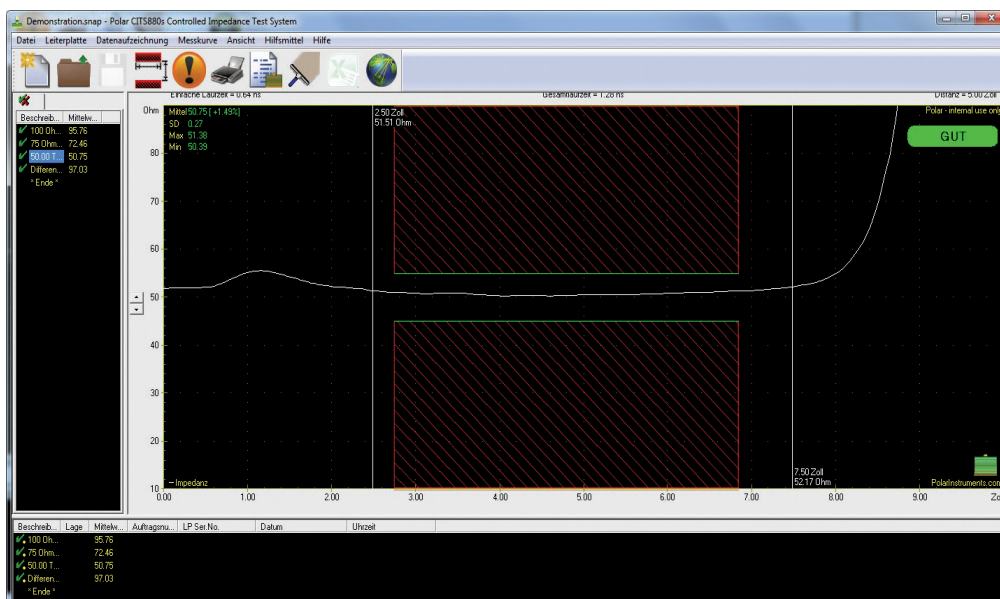 Demonstration.snap - Polar CITS880s Controlled Impedance Test System
Datei Leiterplatte Datenaufzeichnung Messkurve Ansicht Hilfsmittel Hilfe
Einfache Laufzeit = 0.64 ns
Gesamtlaufzeit = 1.28 ns
Distanz = 5.00 Zoll
Beschreib... Mittelw...
100 Oh... 95.76
75 Ohm... 72.46
50.00 T... 50.75
Differen... 97.03
* Ende *
Ohm
Mittel 50.75 [ +1.49%]
SD 0.27
Max 51.38
Min 50.39
2.50 Zoll
51.51 Ohm
Polar - internal use only
GUT
80
70
60
50
40
30
20
10
Impedanz
7.50 Zoll
52.17 Ohm
PolarInstruments.com
0.00 1.00 2.00 3.00 4.00 5.00 6.00 7.00 8.00 9.00
Beschreib... Lage Mittelw... Auftragsnu... LP Ser.No. Datum Uhrzeit
100 Oh... 95.76
75 Ohm... 72.46
50.00 T... 50.75
Differen... 97.03
* Ende *